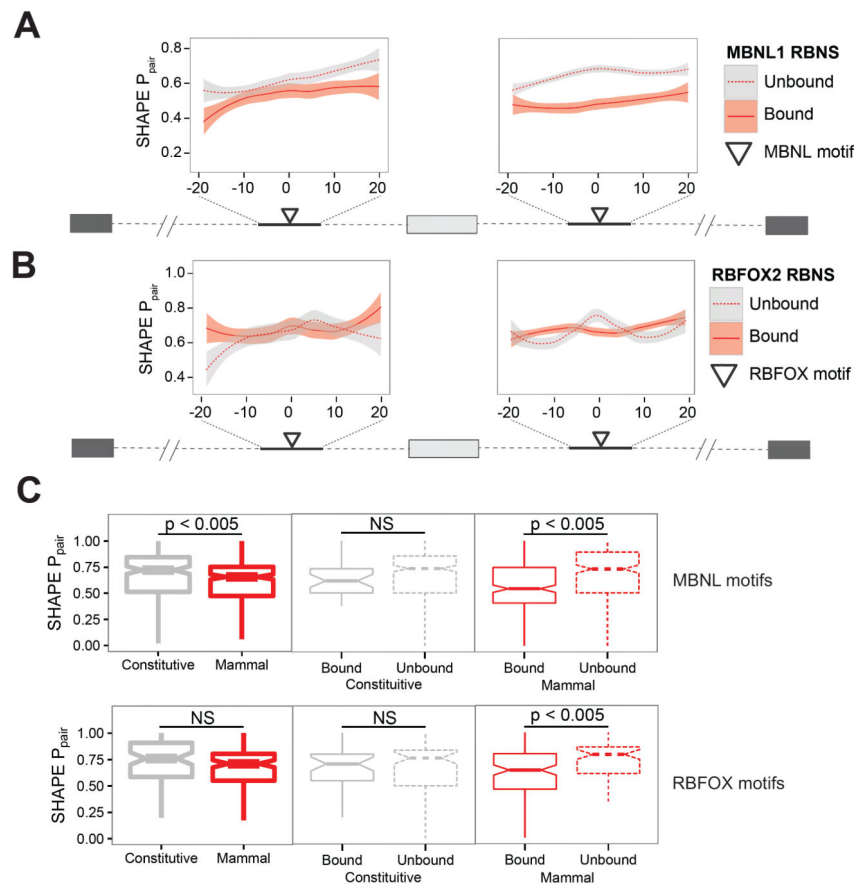 A
SHAPE Ppair
0.8
0.6
0.4
0.2
-20 -10 0 10 20
-20 -10 0 10 20
MBNL1 RBNS
Unbound
Bound
MBNL motif
B
SHAPE Ppair
1.0
0.8
0.6
0.4
-20 -10 0 10 20
-20 -10 0 10 20
RBFOX2 RBNS
Unbound
Bound
RBFOX motif
C
p < 0.005
NS
p < 0.005
SHAPE Ppair
1.00
0.75
0.50
0.25
0.00
Constitutive Mammal
Bound Unbound
Constituitive
Bound Unbound
Mammal
MBNL motifs
NS
NS
p < 0.005
SHAPE Ppair
1.00
0.75
0.50
0.25
0.00
Constitutive Mammal
Bound Unbound
Constituitive
Bound Unbound
Mammal
RBFOX motifs